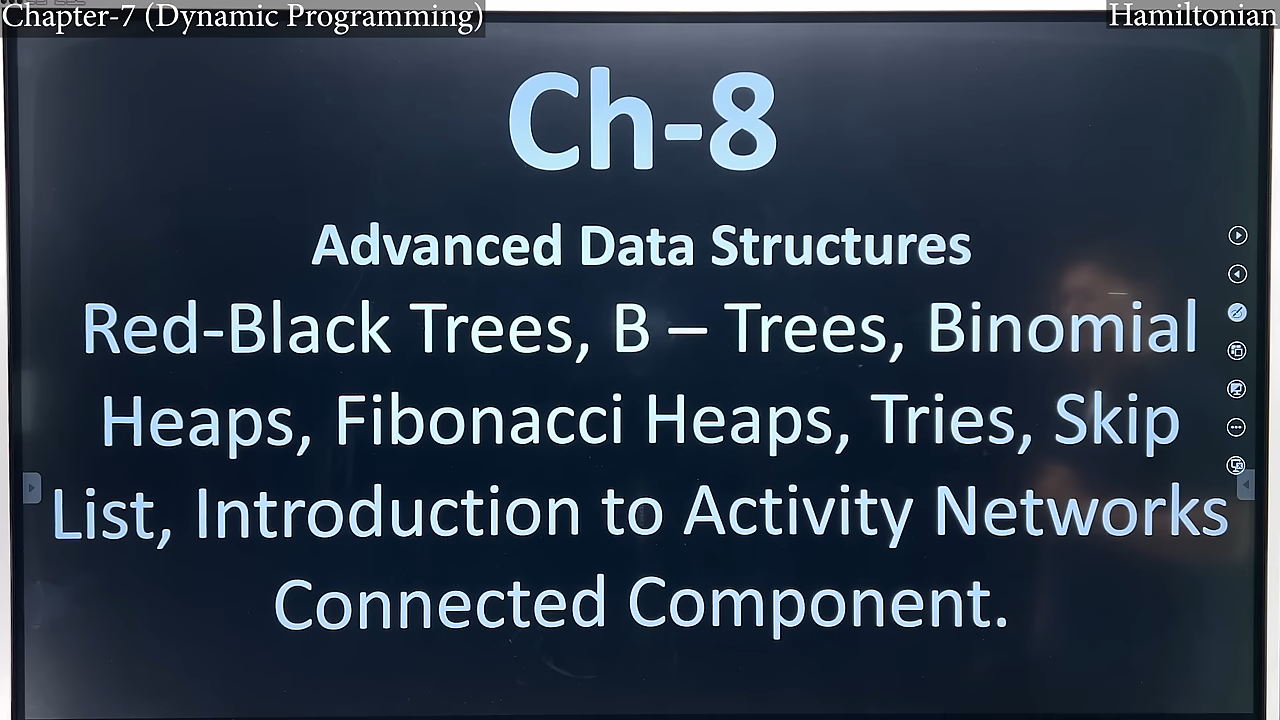 Chapter-7 (Dynamic Programming)
Hamiltonian
Ch-8
Advanced Data Structures
Red-Black Trees, B – Trees, Binomial
Heaps, Fibonacci Heaps, Tries, Skip
List, Introduction to Activity Networks
Connected Component.